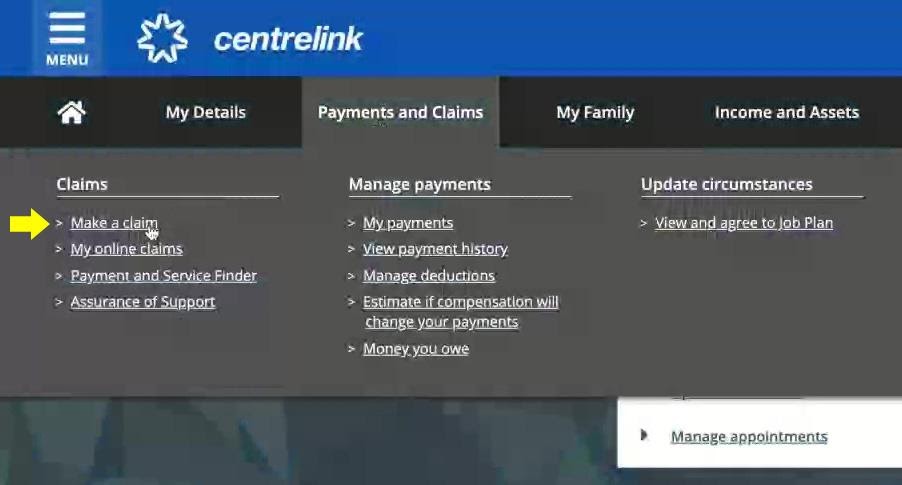 MENU
centrelink
My Details
Payments and Claims
My Family
Income and Assets
Claims
> Make a claim
> My online claims
> Payment and Service Finder
> Assurance of Support
Manage payments
> My payments
> View payment history
> Manage deductions
> Estimate if compensation will
change your payments
> Money you owe
Update circumstances
> View and agree to Job Plan
Manage appointments